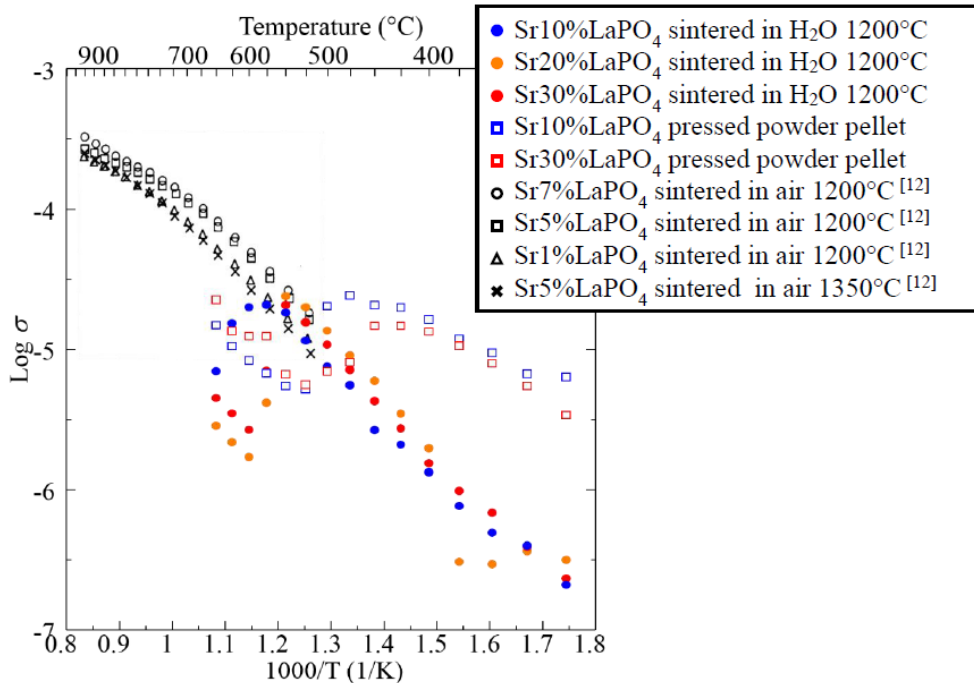 Temperature (°C)
900 700 600 500 400
Sr10%LaPO4 sintered in H2O 1200°C
Sr20%LaPO4 sintered in H2O 1200°C
Sr30%LaPO4 sintered in H2O 1200°C
Sr10%LaPO4 pressed powder pellet
Sr30%LaPO4 pressed powder pellet
Sr7%LaPO4 sintered in air 1200°C [12]
Sr5%LaPO4 sintered in air 1200°C [12]
Sr1%LaPO4 sintered in air 1200°C [12]
Sr5%LaPO4 sintered in air 1350°C [12]
-3
-4
-5
-6
-7
Log σ
0.8 0.9 1 1.1 1.2 1.3 1.4 1.5 1.6 1.7 1.8
1000/T (1/K)